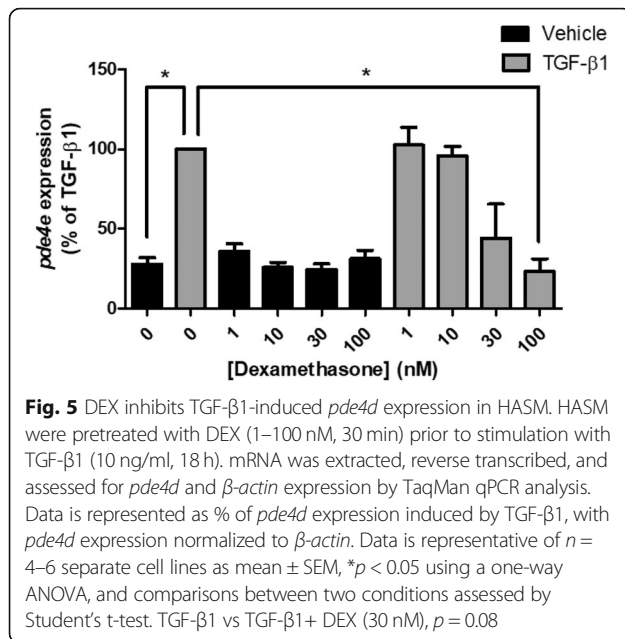 Vehicle
TGF-β1
pde4e expression
(% of TGF-β1)
150
100
50
0
* *
0 0 1 10 30 100 1 10 30 100
[Dexamethasone] (nM)
Fig. 5 DEX inhibits TGF-β1-induced pde4d expression in HASM. HASM
were pretreated with DEX (1–100 nM, 30 min) prior to stimulation with
TGF-β1 (10 ng/ml, 18 h). mRNA was extracted, reverse transcribed, and
assessed for pde4d and β-actin expression by TaqMan qPCR analysis.
Data is represented as % of pde4d expression induced by TGF-β1, with
pde4d expression normalized to β-actin. Data is representative of n =
4–6 separate cell lines as mean ± SEM, *p < 0.05 using a one-way
ANOVA, and comparisons between two conditions assessed by
Student's t-test. TGF-β1 vs TGF-β1+ DEX (30 nM), p = 0.08